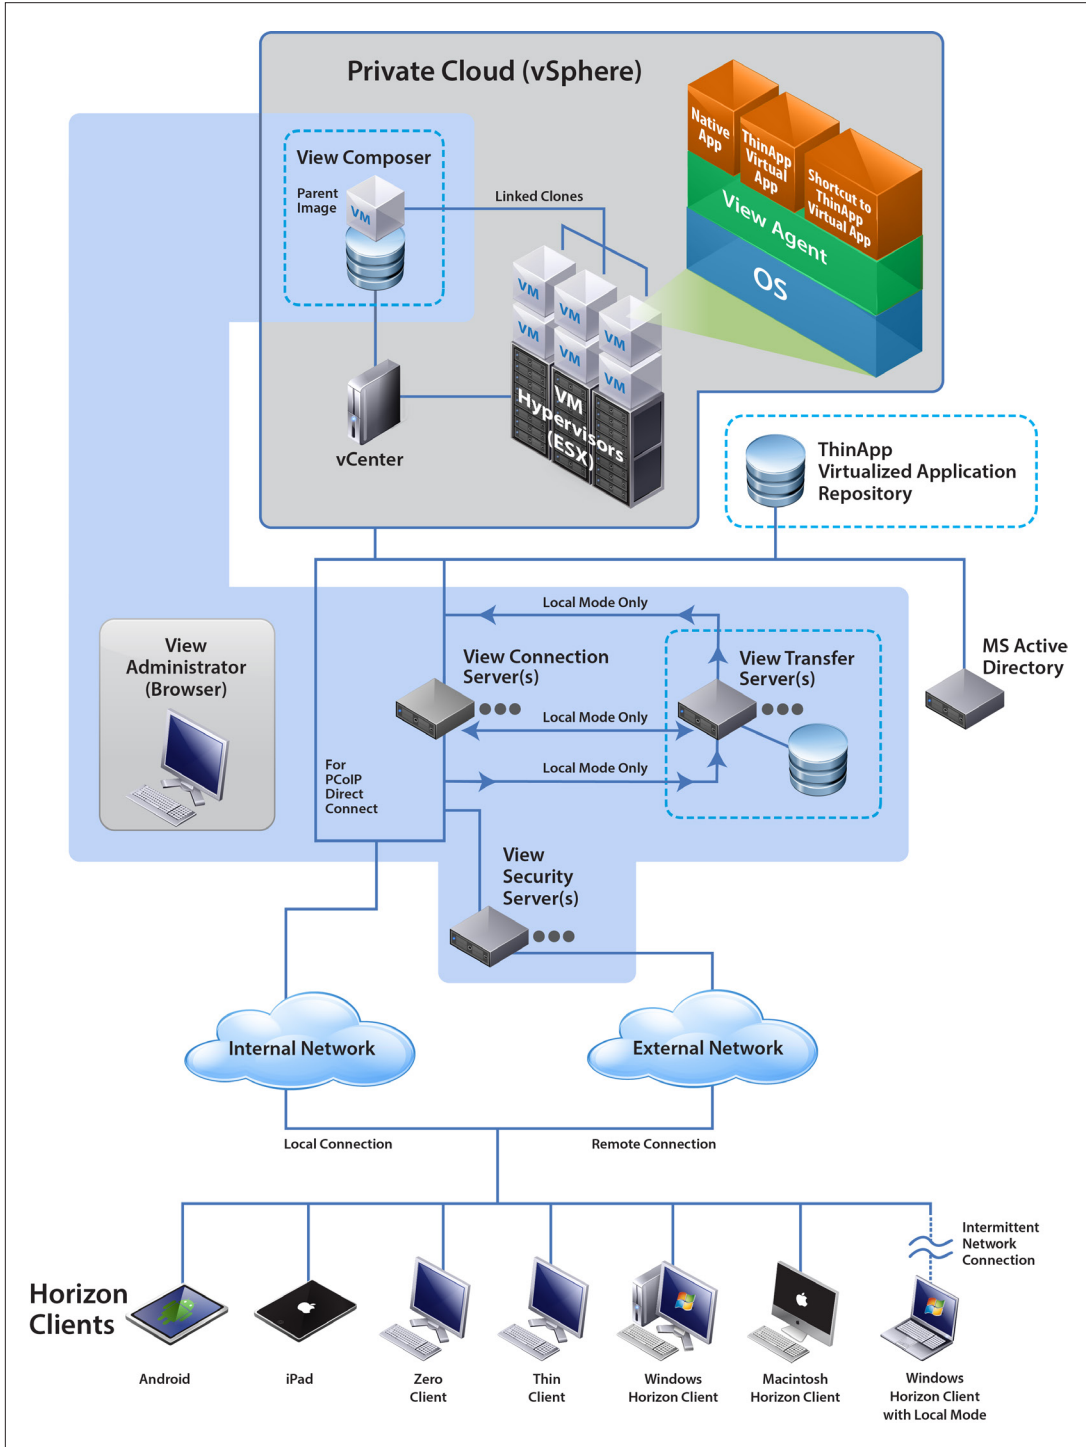 Private Cloud (vSphere)
Native
App
ThinApp
Virtual
App
Shortcut to
ThinApp
Virtual App
View Agent
OS
View Composer
Parent
Image
VM
Linked Clones
VM
VM
VM
VM
VM
VM
VM
Hypervisors
(ESX)
vCenter
ThinApp
Virtualized Application
Repository
Local Mode Only
View
Administrator
(Browser)
View Connection
Server(s)
View Transfer
Server(s)
MS Active
Directory
Local Mode Only
Local Mode Only
For
PCoIP
Direct
Connect
View
Security
Server(s)
Internal Network
External Network
Local Connection
Remote Connection
Intermittent
Network
Connection
Horizon
Clients
Android
iPad
Zero
Client
Thin
Client
Windows
Horizon Client
Macintosh
Horizon Client
Windows
Horizon Client
with Local Mode